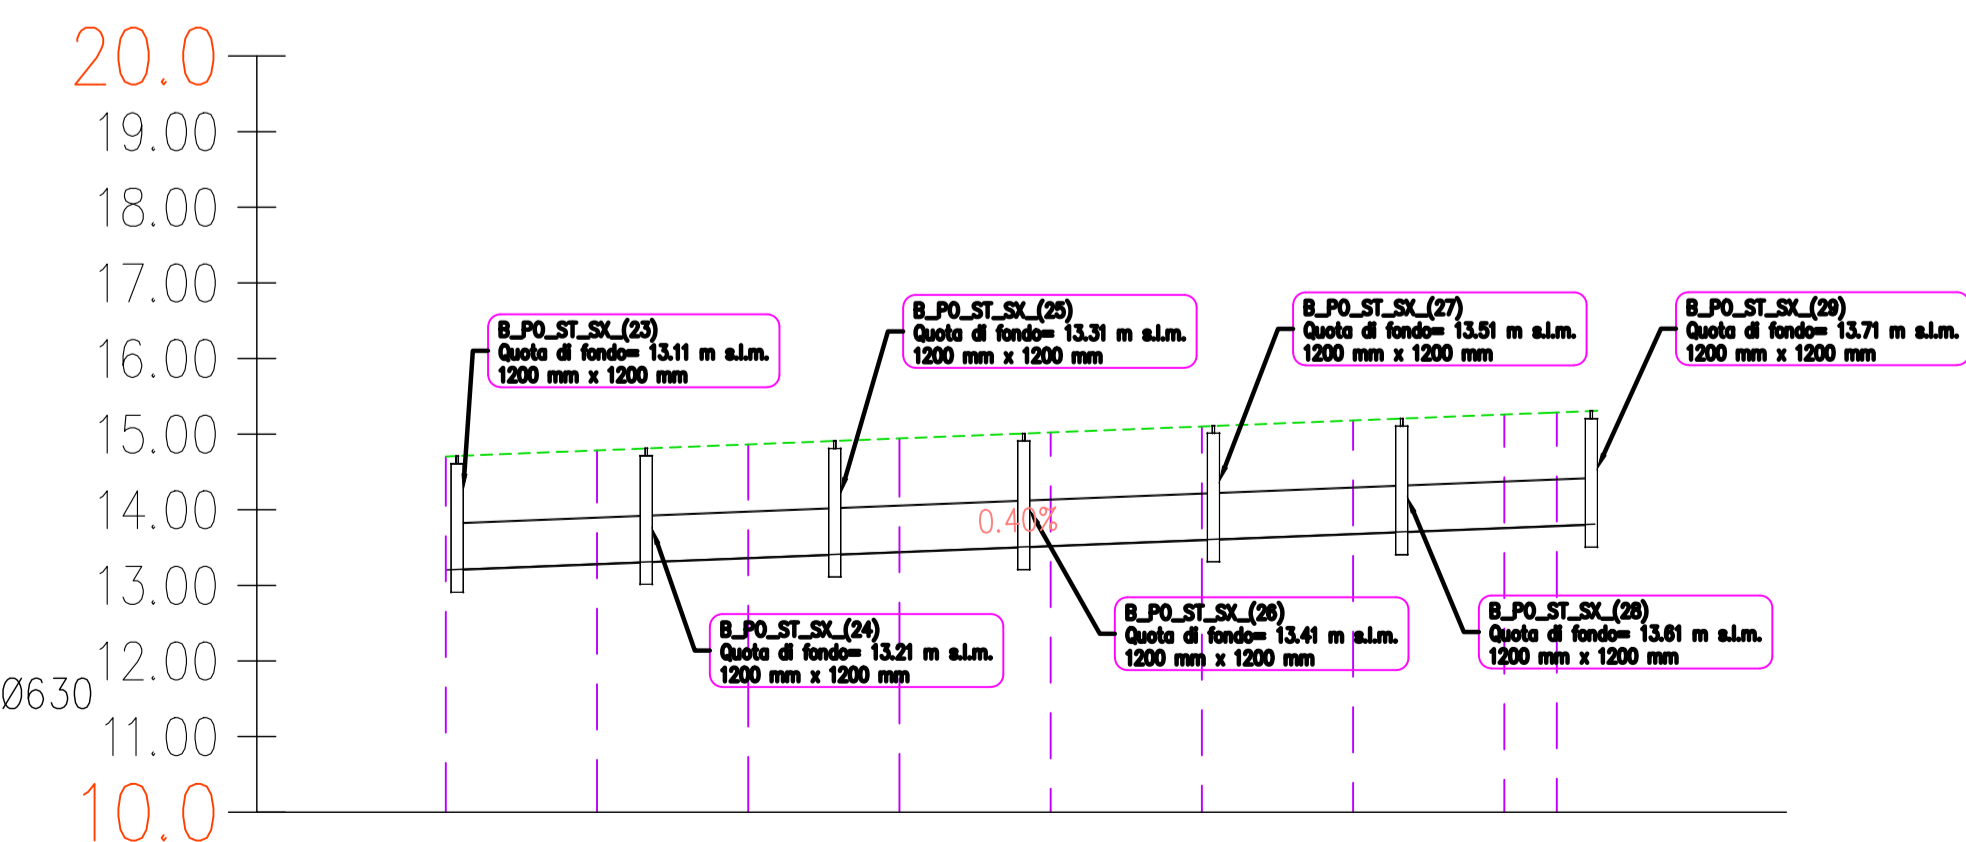 20.0
19.00
18.00
17.00
16.00
15.00
14.00
13.00
12.00
Ø630
11.00
10.0
B_PO_ST_SX_(23)
Quota di fondo= 13.11 m s.l.m.
1200 mm x 1200 mm
B_PO_ST_SX_(25)
Quota di fondo= 13.31 m s.l.m.
1200 mm x 1200 mm
B_PO_ST_SX_(27)
Quota di fondo= 13.51 m s.l.m.
1200 mm x 1200 mm
B_PO_ST_SX_(29)
Quota di fondo= 13.71 m s.l.m.
1200 mm x 1200 mm
0.40%
B_PO_ST_SX_(24)
Quota di fondo= 13.21 m s.l.m.
1200 mm x 1200 mm
B_PO_ST_SX_(26)
Quota di fondo= 13.41 m s.l.m.
1200 mm x 1200 mm
B_PO_ST_SX_(28)
Quota di fondo= 13.61 m s.l.m.
1200 mm x 1200 mm